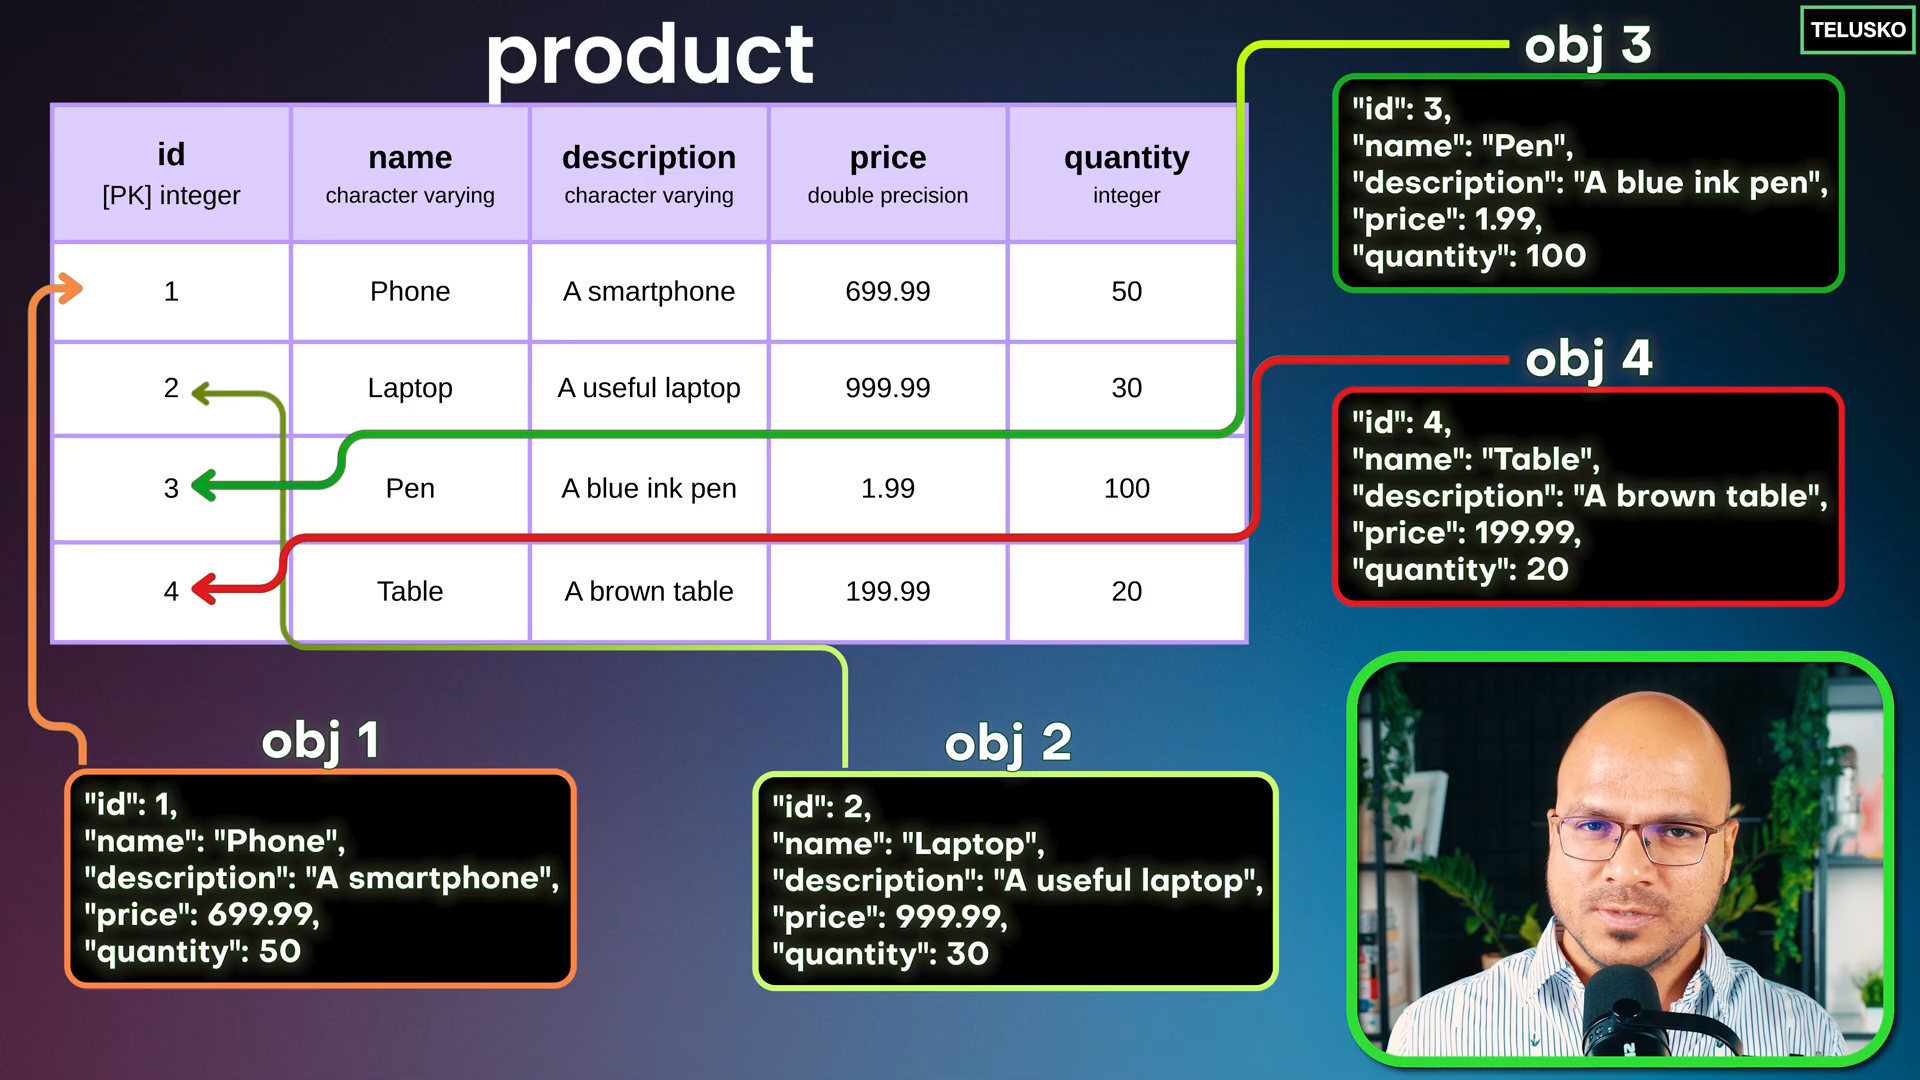 product
TELUSKO
id
[PK] integer
name
character varying
description
character varying
price
double precision
quantity
integer
1
Phone
A smartphone
699.99
50
2
Laptop
A useful laptop
999.99
30
3
Pen
A blue ink pen
1.99
100
4
Table
A brown table
199.99
20
obj 3
"id": 3,
"name": "Pen",
"description": "A blue ink pen",
"price": 1.99,
"quantity": 100
obj 4
"id": 4,
"name": "Table",
"description": "A brown table",
"price": 199.99,
"quantity": 20
obj 1
"id": 1,
"name": "Phone",
"description": "A smartphone",
"price": 699.99,
"quantity": 50
obj 2
"id": 2,
"name": "Laptop",
"description": "A useful laptop",
"price": 999.99,
"quantity": 30